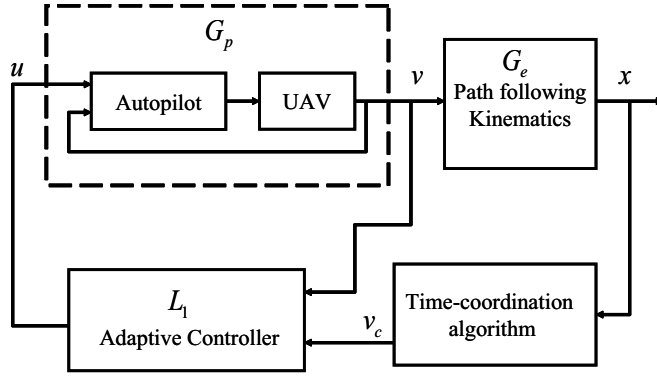 G_p
u
Autopilot
UAV
v
G_e
Path following
Kinematics
x
L_1
Adaptive Controller
v_c
Time-coordination
algorithm